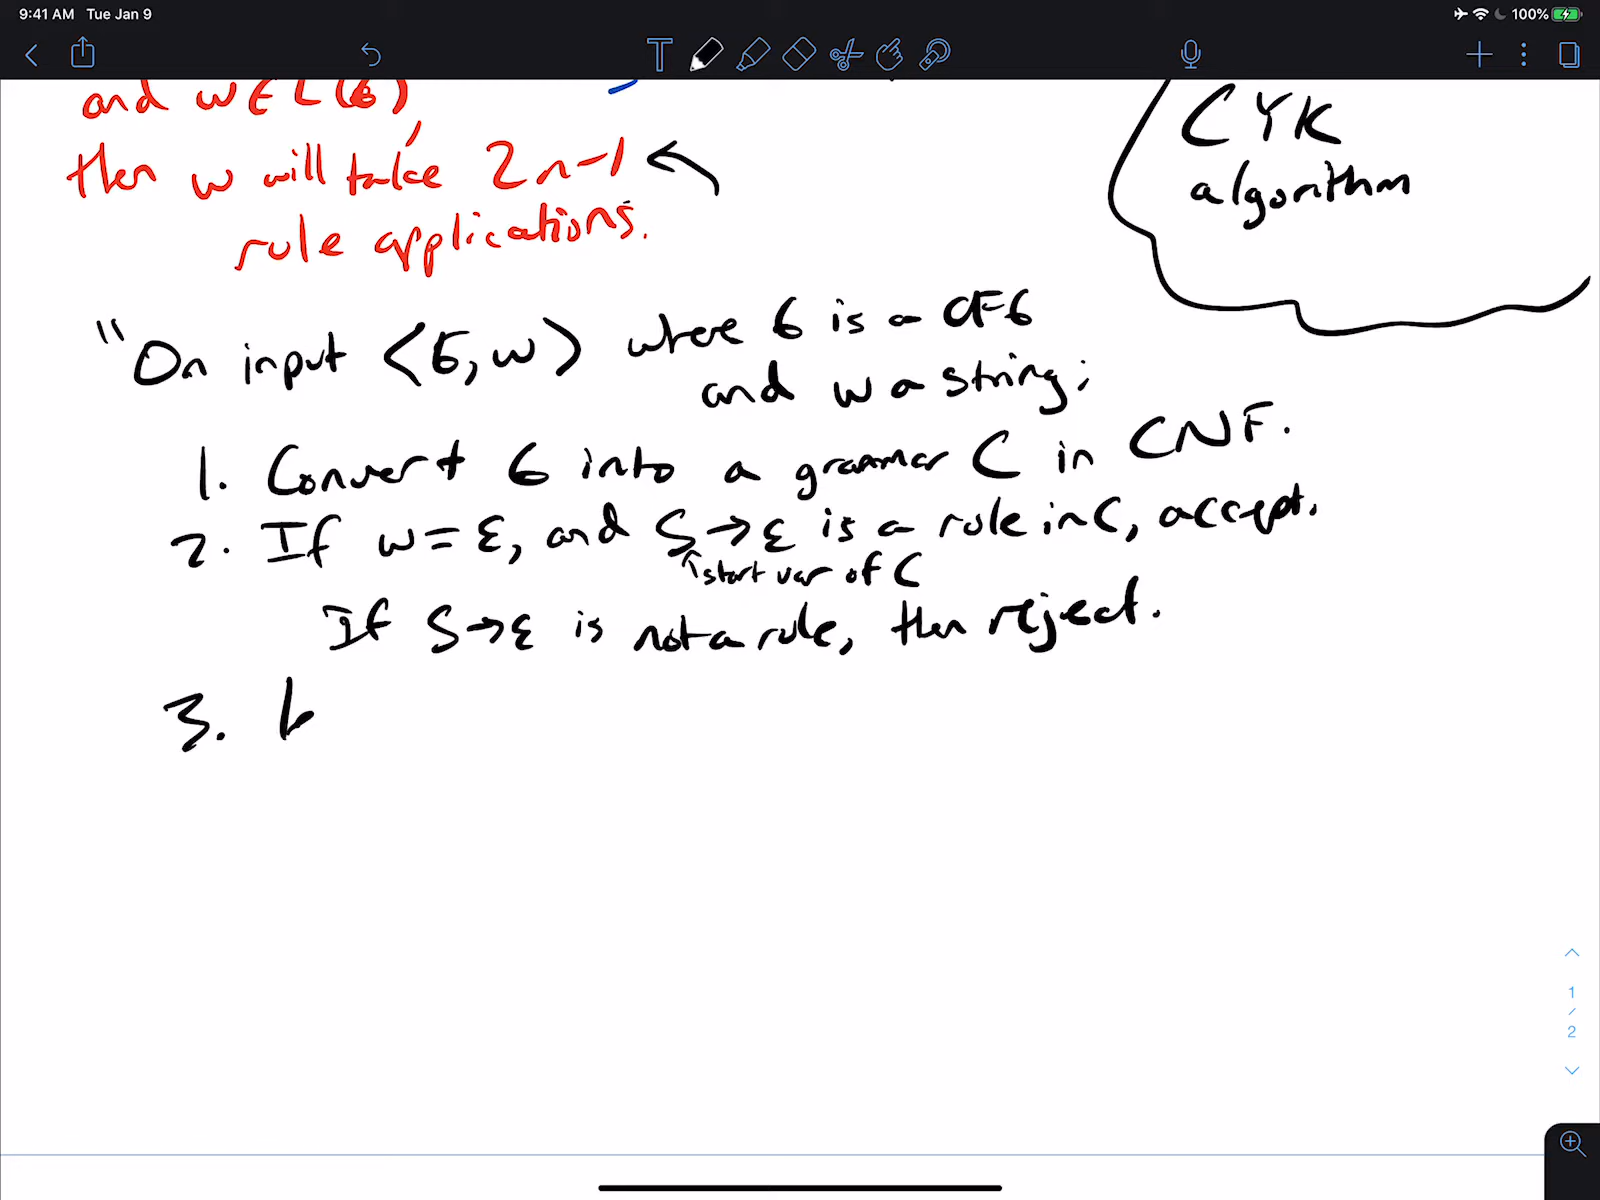 9:41 AM Tue Jan 9
100%
and w∈L(G),
then w will take 2n-1
rule applications.
CYK
algorithm
"On input <G, w> where G is a CFG
and w a string:
1. Convert G into a grammar C in CNF.
2. If w = ε, and S → ε is a rule in C, accept.
start var of C
If S → ε is not a rule, then reject.
3.
1
/
2